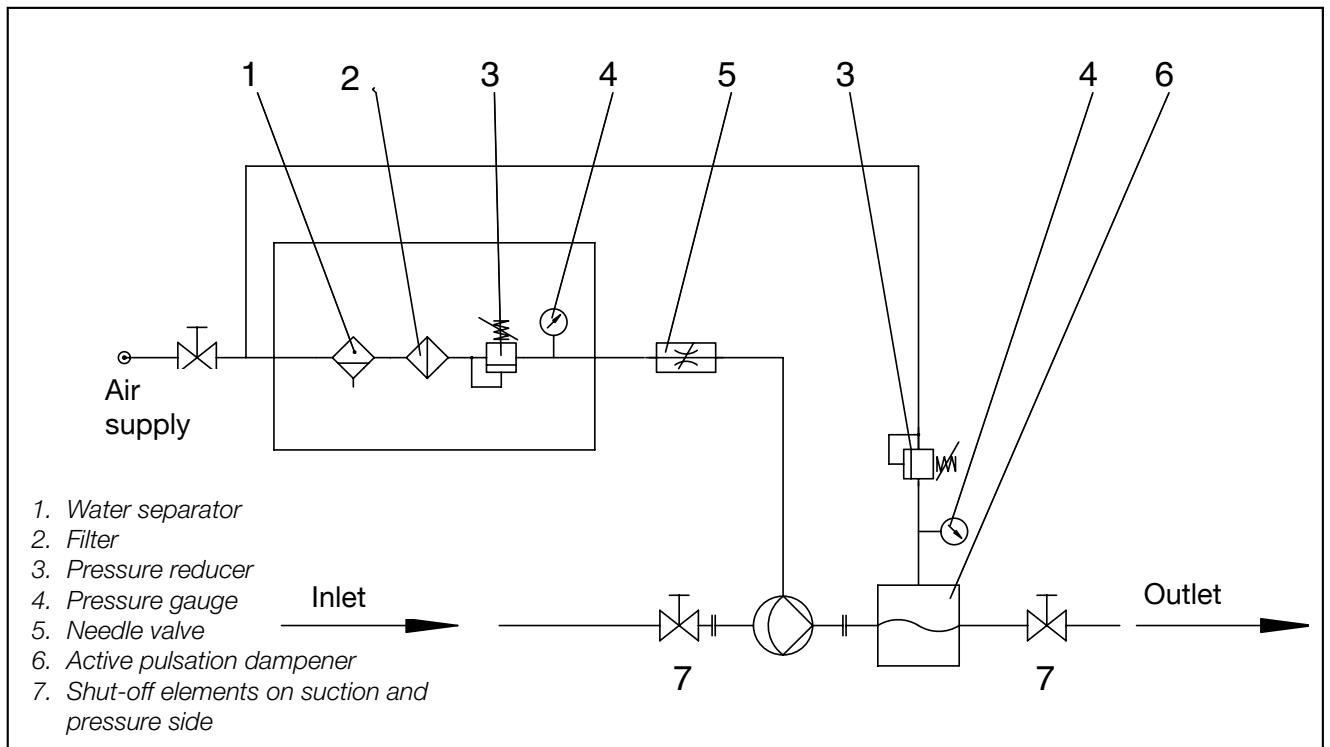 1 2 3 4 5 3 4 6
Air
supply
1. Water separator
2. Filter
3. Pressure reducer
4. Pressure gauge
5. Needle valve
6. Active pulsation dampener
7. Shut-off elements on suction and
pressure side
Inlet
Outlet
7 7